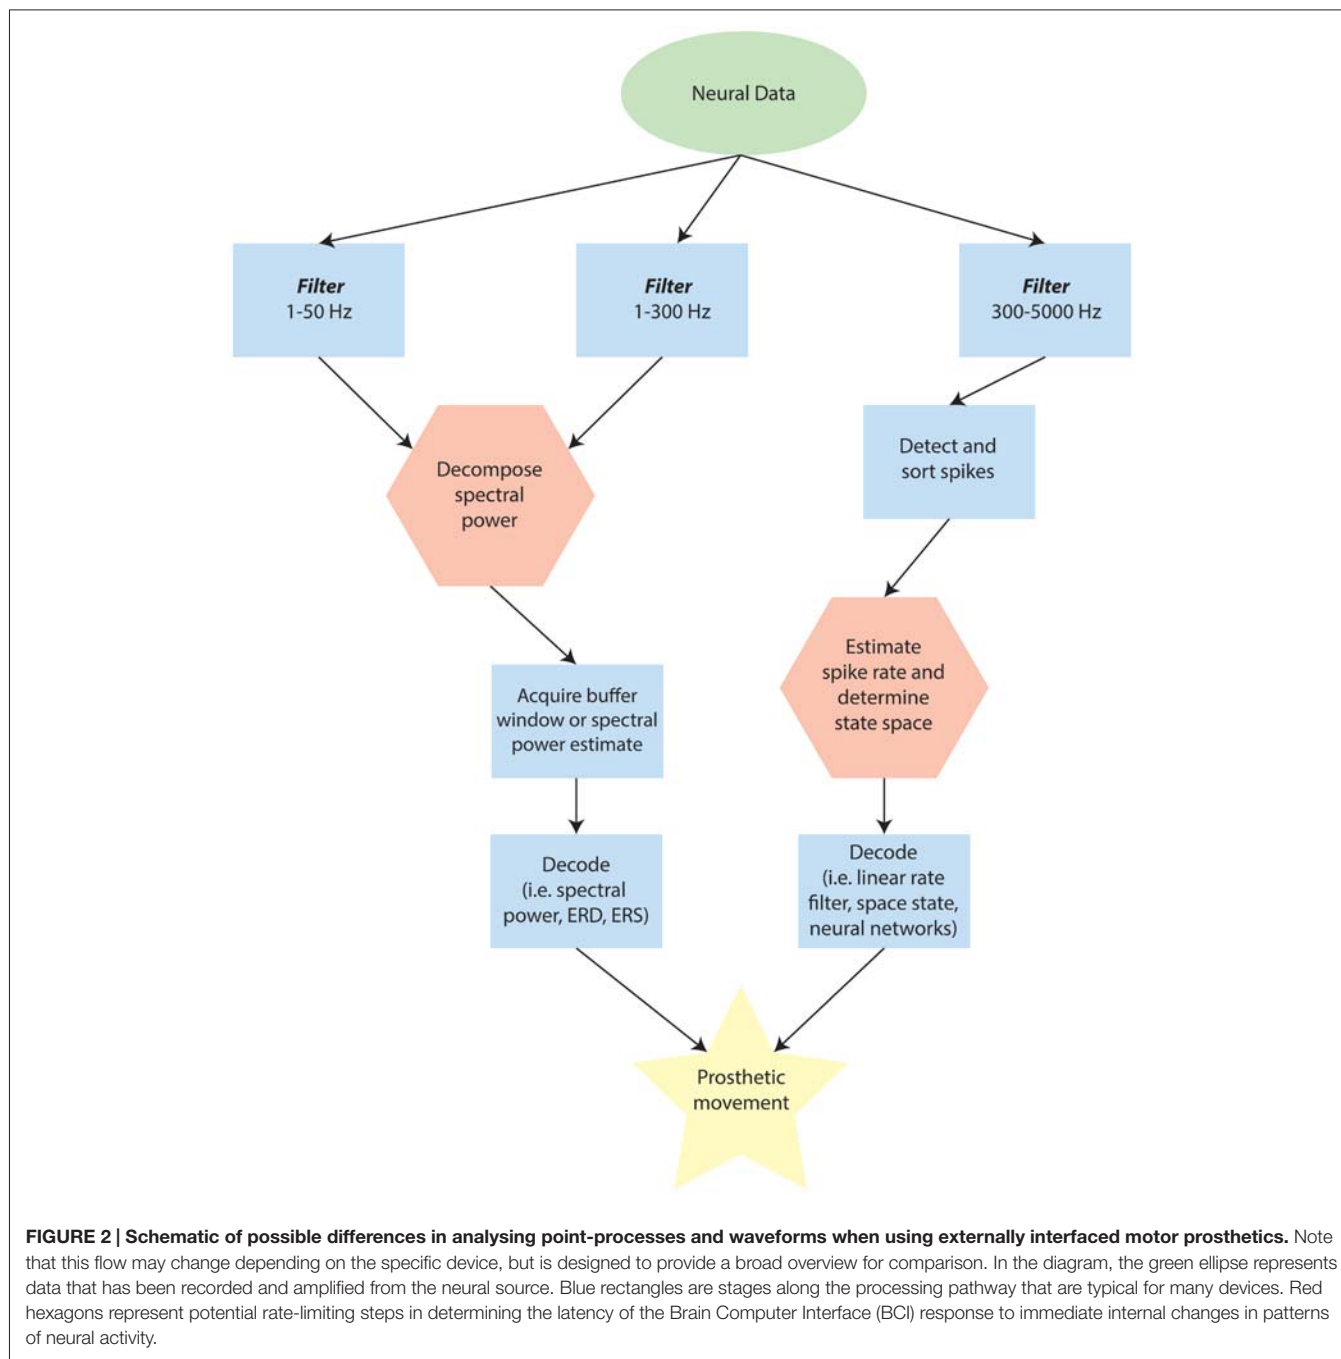 Neural Data
Filter
1-50 Hz
Filter
1-300 Hz
Filter
300-5000 Hz
Decompose
spectral
power
Detect and
sort spikes
Acquire buffer
window or spectral
power estimate
Estimate
spike rate and
determine
state space
Decode
(i.e. spectral
power, ERD, ERS)
Decode
(i.e. linear rate
filter, space state,
neural networks)
Prosthetic
movement
FIGURE 2 | Schematic of possible differences in analysing point-processes and waveforms when using externally interfaced motor prosthetics. Note
that this flow may change depending on the specific device, but is designed to provide a broad overview for comparison. In the diagram, the green ellipse represents
data that has been recorded and amplified from the neural source. Blue rectangles are stages along the processing pathway that are typical for many devices. Red
hexagons represent potential rate-limiting steps in determining the latency of the Brain Computer Interface (BCI) response to immediate internal changes in patterns
of neural activity.